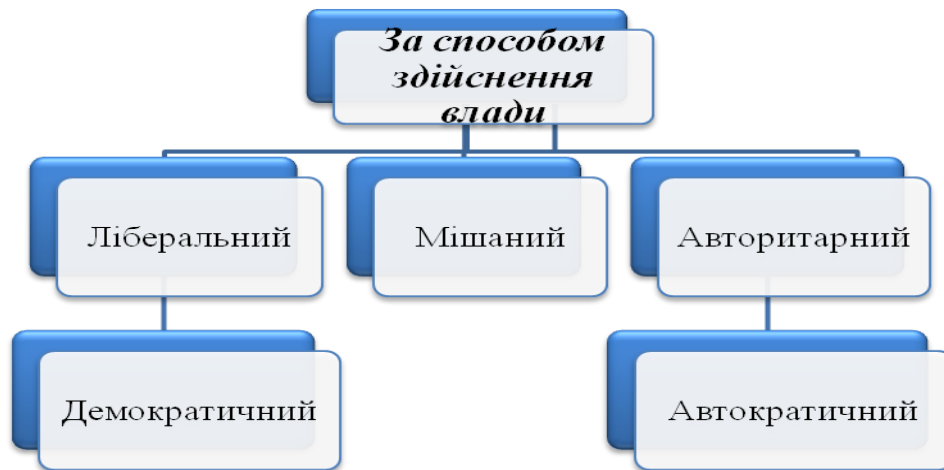 За способом
здійснення
влади
Ліберальний
Мішаний
Авторитарний
Демократичний
Автократичний